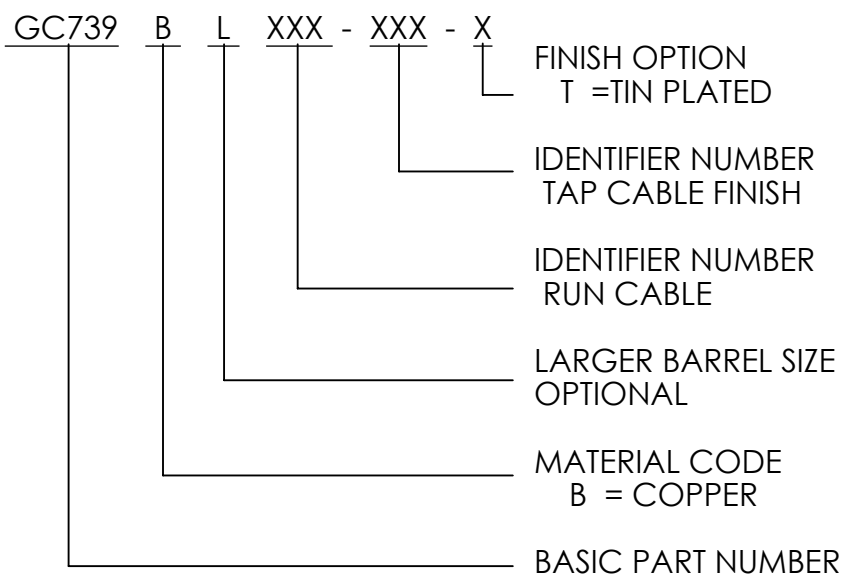 GC739 B L XXX - XXX - X
FINISH OPTION
T =TIN PLATED
IDENTIFIER NUMBER
TAP CABLE FINISH
IDENTIFIER NUMBER
RUN CABLE
LARGER BARREL SIZE
OPTIONAL
MATERIAL CODE
B = COPPER
BASIC PART NUMBER